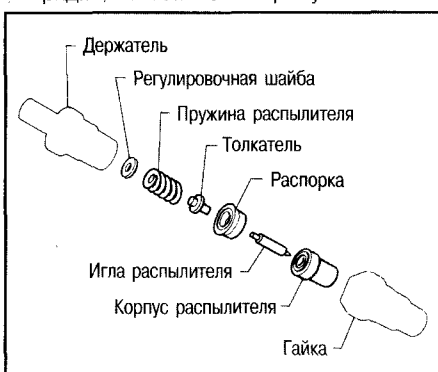 Держатель
Регулировочная шайба
Пружина распылителя
Толкатель
Распорка
Игла распылителя
Корпус распылителя
Гайка